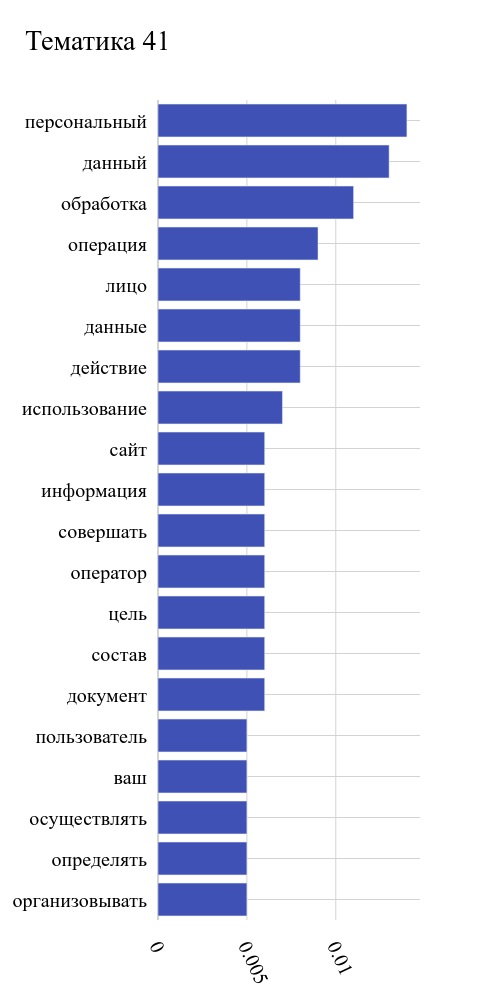 Тематика 41
персональный
данный
обработка
операция
лицо
данные
действие
использование
сайт
информация
совершать
оператор
цель
состав
документ
пользователь
ваш
осуществлять
определять
организовывать
0
0.005
0.01